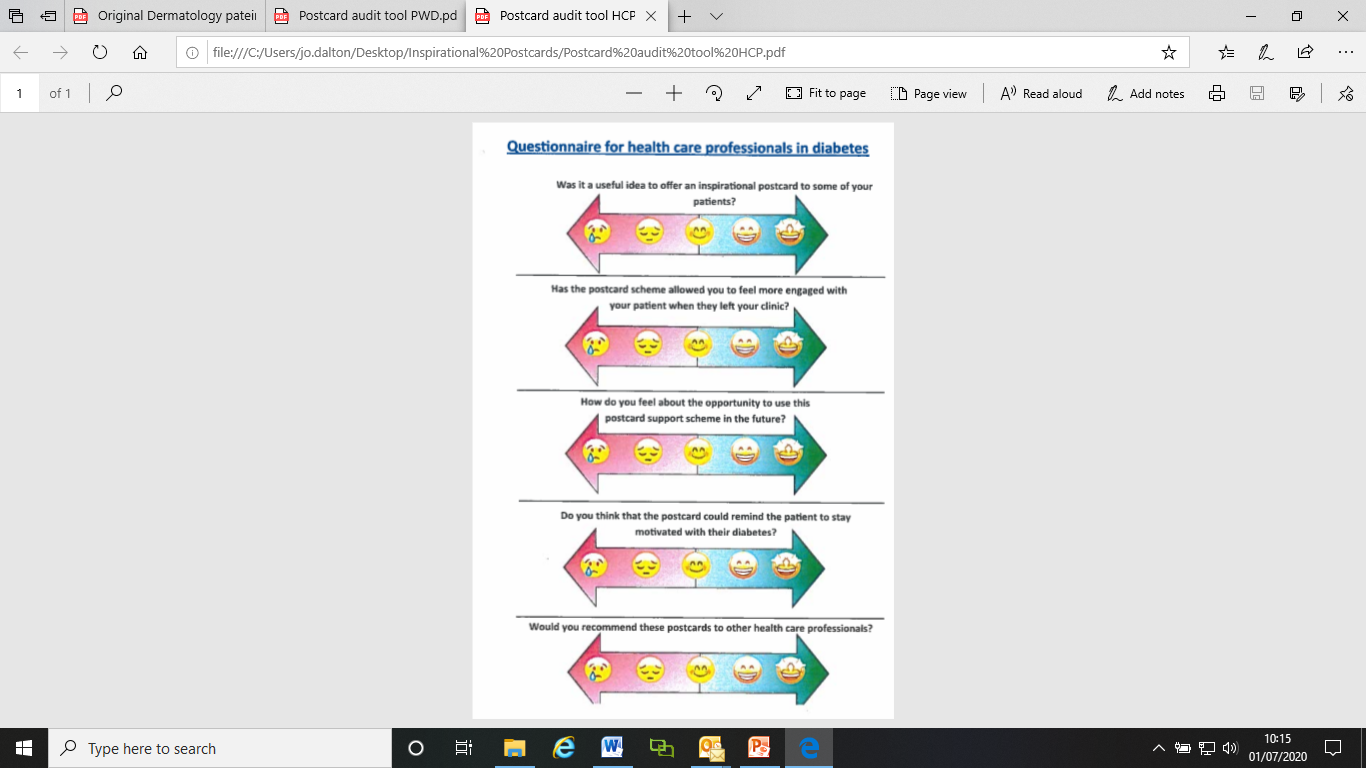 Original Dermatology patei
Postcard audit tool PWD.pd
Postcard audit tool HCP
file:///C:/Users/jo.dalton/Desktop/Inspirational%20Postcards/Postcard%20audit%20tool%20HCP.pdf
1 of 1
Fit to page
Page view
Read aloud
Add notes
Questionnaire for health care professionals in diabetes
Was it a useful idea to offer an inspirational postcard to some of your
patients?
Has the postcard scheme allowed you to feel more engaged with
your patient when they left your clinic?
How do you feel about the opportunity to use this
postcard support scheme in the future?
Do you think that the postcard could remind the patient to stay
motivated with their diabetes?
Would you recommend these postcards to other health care professionals?
Type here to search
10:15
01/07/2020